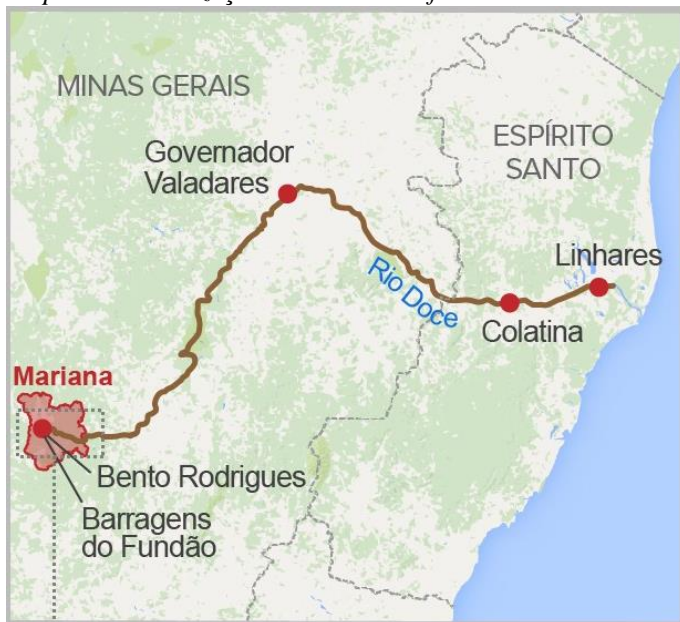 MINAS GERAIS
ESPÍRITO
SANTO
Governador
Valadares
Linhares
Rio Doce
Colatina
Mariana
Bento Rodrigues
Barragens
do Fundão